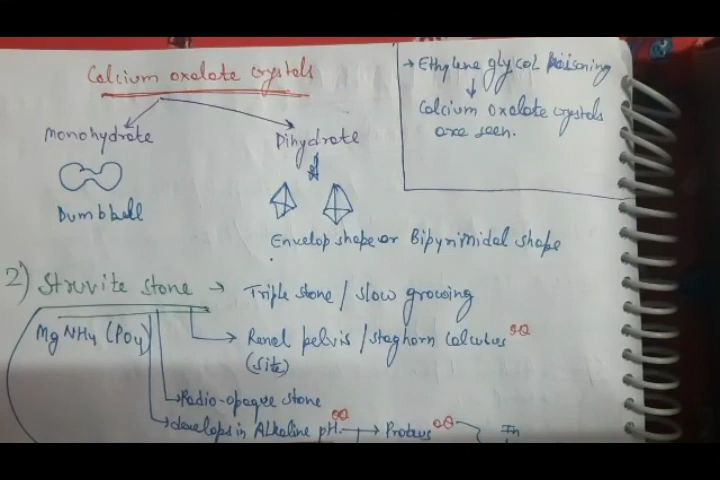 Calcium oxalate crystals
→ Ethylene glycol Poisoning
↓
Calcium oxalate crystals
are seen.
Monohydrate
Dihydrate
Dumbbell
Envelop shape or Bipyrimidal shape
2) Struvite stone → Triple stone / slow growing
Mg NH4 (PO4)
→ Renal pelvis / staghorn calculus
(site)
→ Radio-opaque stone
→ develops in Alkaline pH. → Proteus